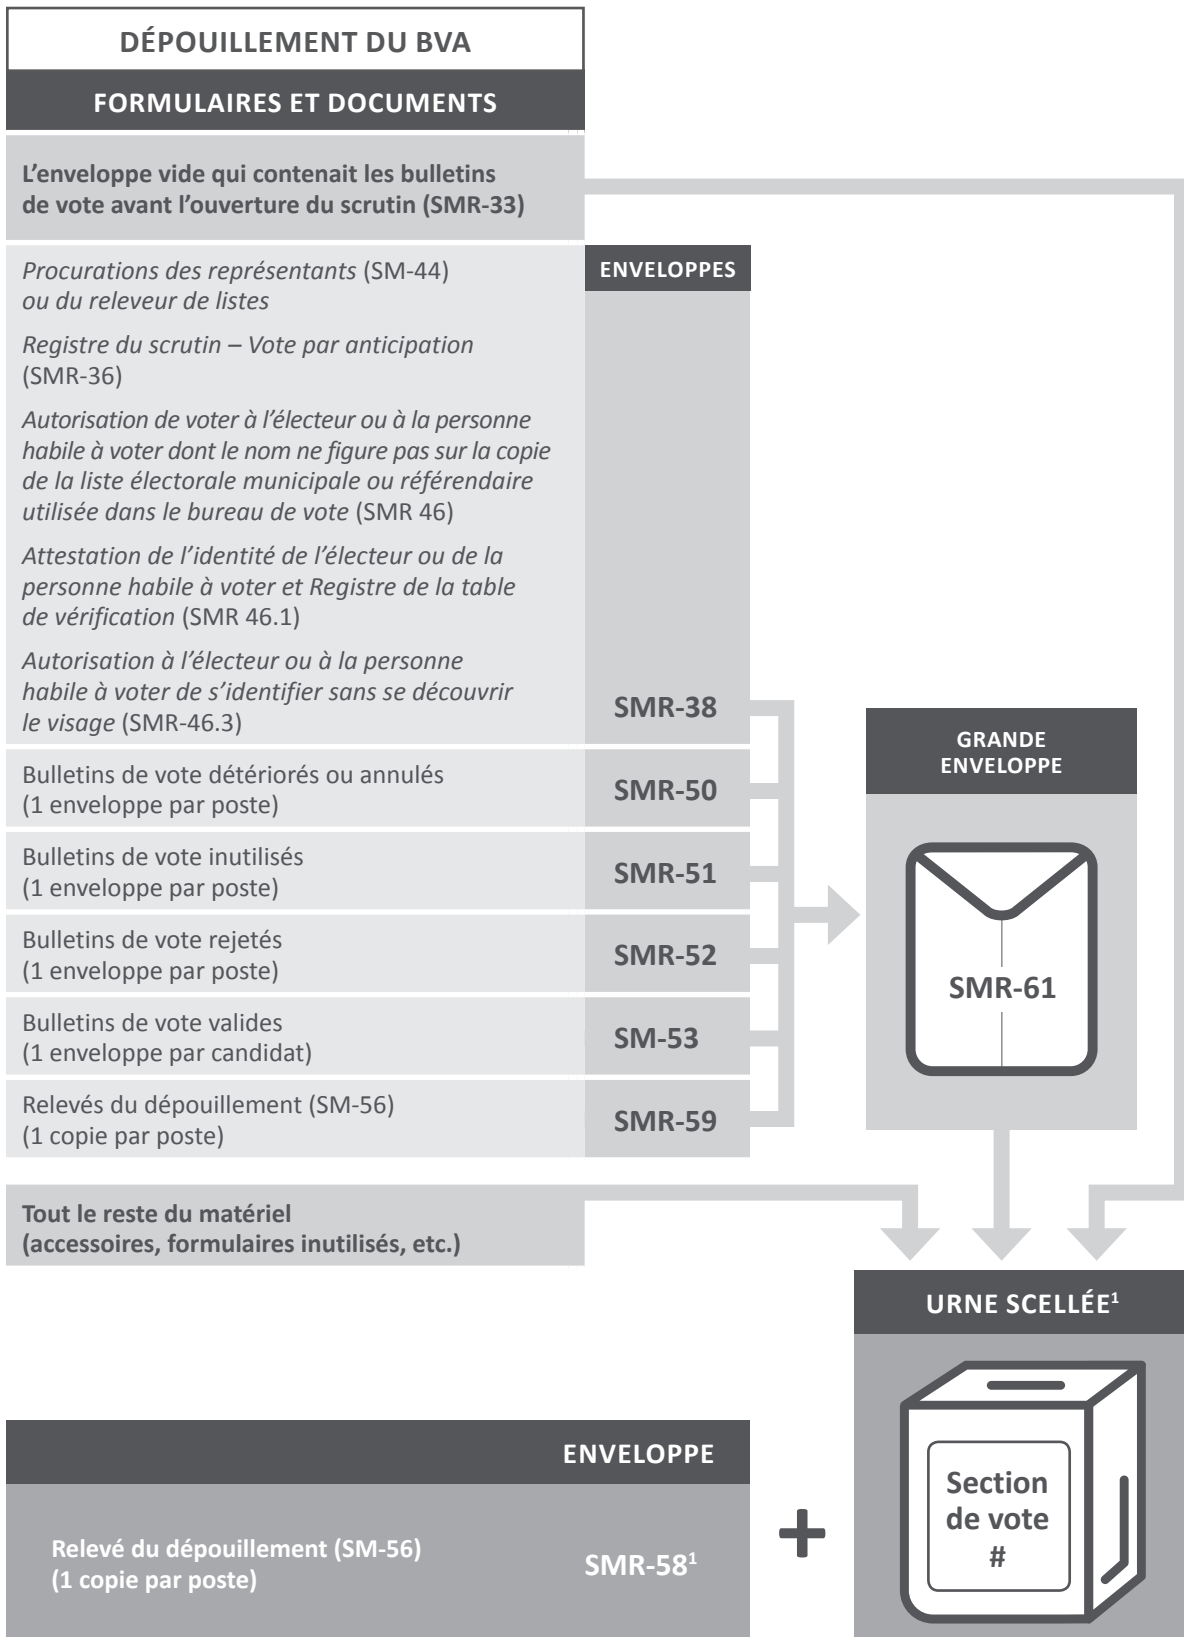 DÉPOUILLEMENT DU BVA
FORMULAIRES ET DOCUMENTS
L’enveloppe vide qui contenait les bulletins
de vote avant l’ouverture du scrutin (SMR-33)
ENVELOPPES
Procurations des représentants (SM-44)
ou du releveur de listes
Registre du scrutin – Vote par anticipation
(SMR-36)
Autorisation de voter à l’électeur ou à la personne
habile à voter dont le nom ne figure pas sur la copie
de la liste électorale municipale ou référendaire
utilisée dans le bureau de vote (SMR 46)
Attestation de l’identité de l’électeur ou de la
personne habile à voter et Registre de la table
de vérification (SMR 46.1)
Autorisation à l’électeur ou à la personne
habile à voter de s’identifier sans se découvrir
le visage (SMR-46.3)
SMR-38
Bulletins de vote détériorés ou annulés
(1 enveloppe par poste)
SMR-50
Bulletins de vote inutilisés
(1 enveloppe par poste)
SMR-51
Bulletins de vote rejetés
(1 enveloppe par poste)
SMR-52
Bulletins de vote valides
(1 enveloppe par candidat)
SM-53
Relevés du dépouillement (SM-56)
(1 copie par poste)
SMR-59
GRANDE
ENVELOPPE
SMR-61
Tout le reste du matériel
(accessoires, formulaires inutilisés, etc.)
URNE SCELLÉE¹
Section
de vote
#
ENVELOPPE
Relevé du dépouillement (SM-56)
(1 copie par poste)
SMR-58¹
+